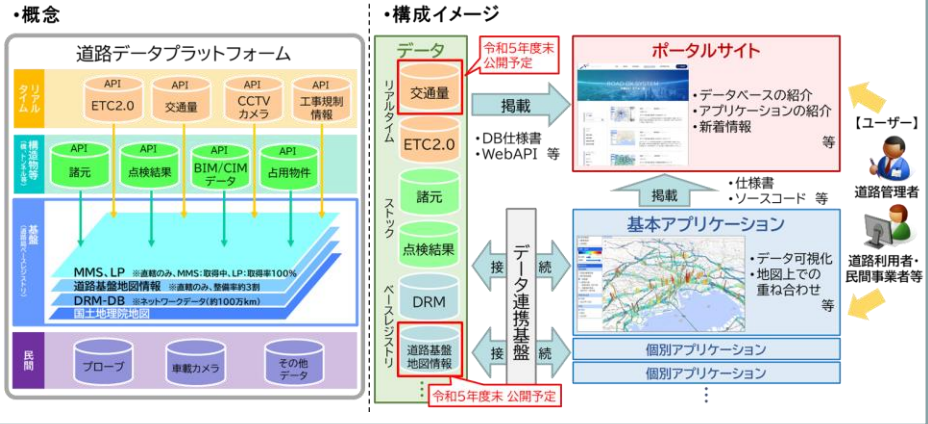 ・概念
道路データプラットフォーム
リアルタイム
API
ETC2.0
API
交通量
API
CCTV
カメラ
API
工事規制
情報
構造物等
API
諸元
API
点検結果
API
BIM/CIM
データ
API
占用物件
基盤
MMS、LP ※直轄のみ、MMS:取得中、LP:取得率100%
道路基盤地図情報 ※直轄のみ、整備率約3割
DRM-DB ※ネットワークデータ(約100万km)
国土地理院地図
民間
プローブ
車載カメラ
その他
データ
・構成イメージ
データ
令和5年度末
公開予定
リアルタイム
交通量
ETC2.0
ストック
諸元
点検結果
ベースレジストリ
DRM
道路基盤
地図情報
令和5年度末 公開予定
掲載
・DB仕様書
・WebAPI 等
データ連携基盤
接
続
接
続
ポータルサイト
・データベースの紹介
・アプリケーションの紹介
・新着情報
等
掲載
・仕様書
・ソースコード 等
基本アプリケーション
・データ可視化
・地図上での
重ね合わせ
等
個別アプリケーション
個別アプリケーション
【ユーザー】
道路管理者
道路利用者・
民間事業者等